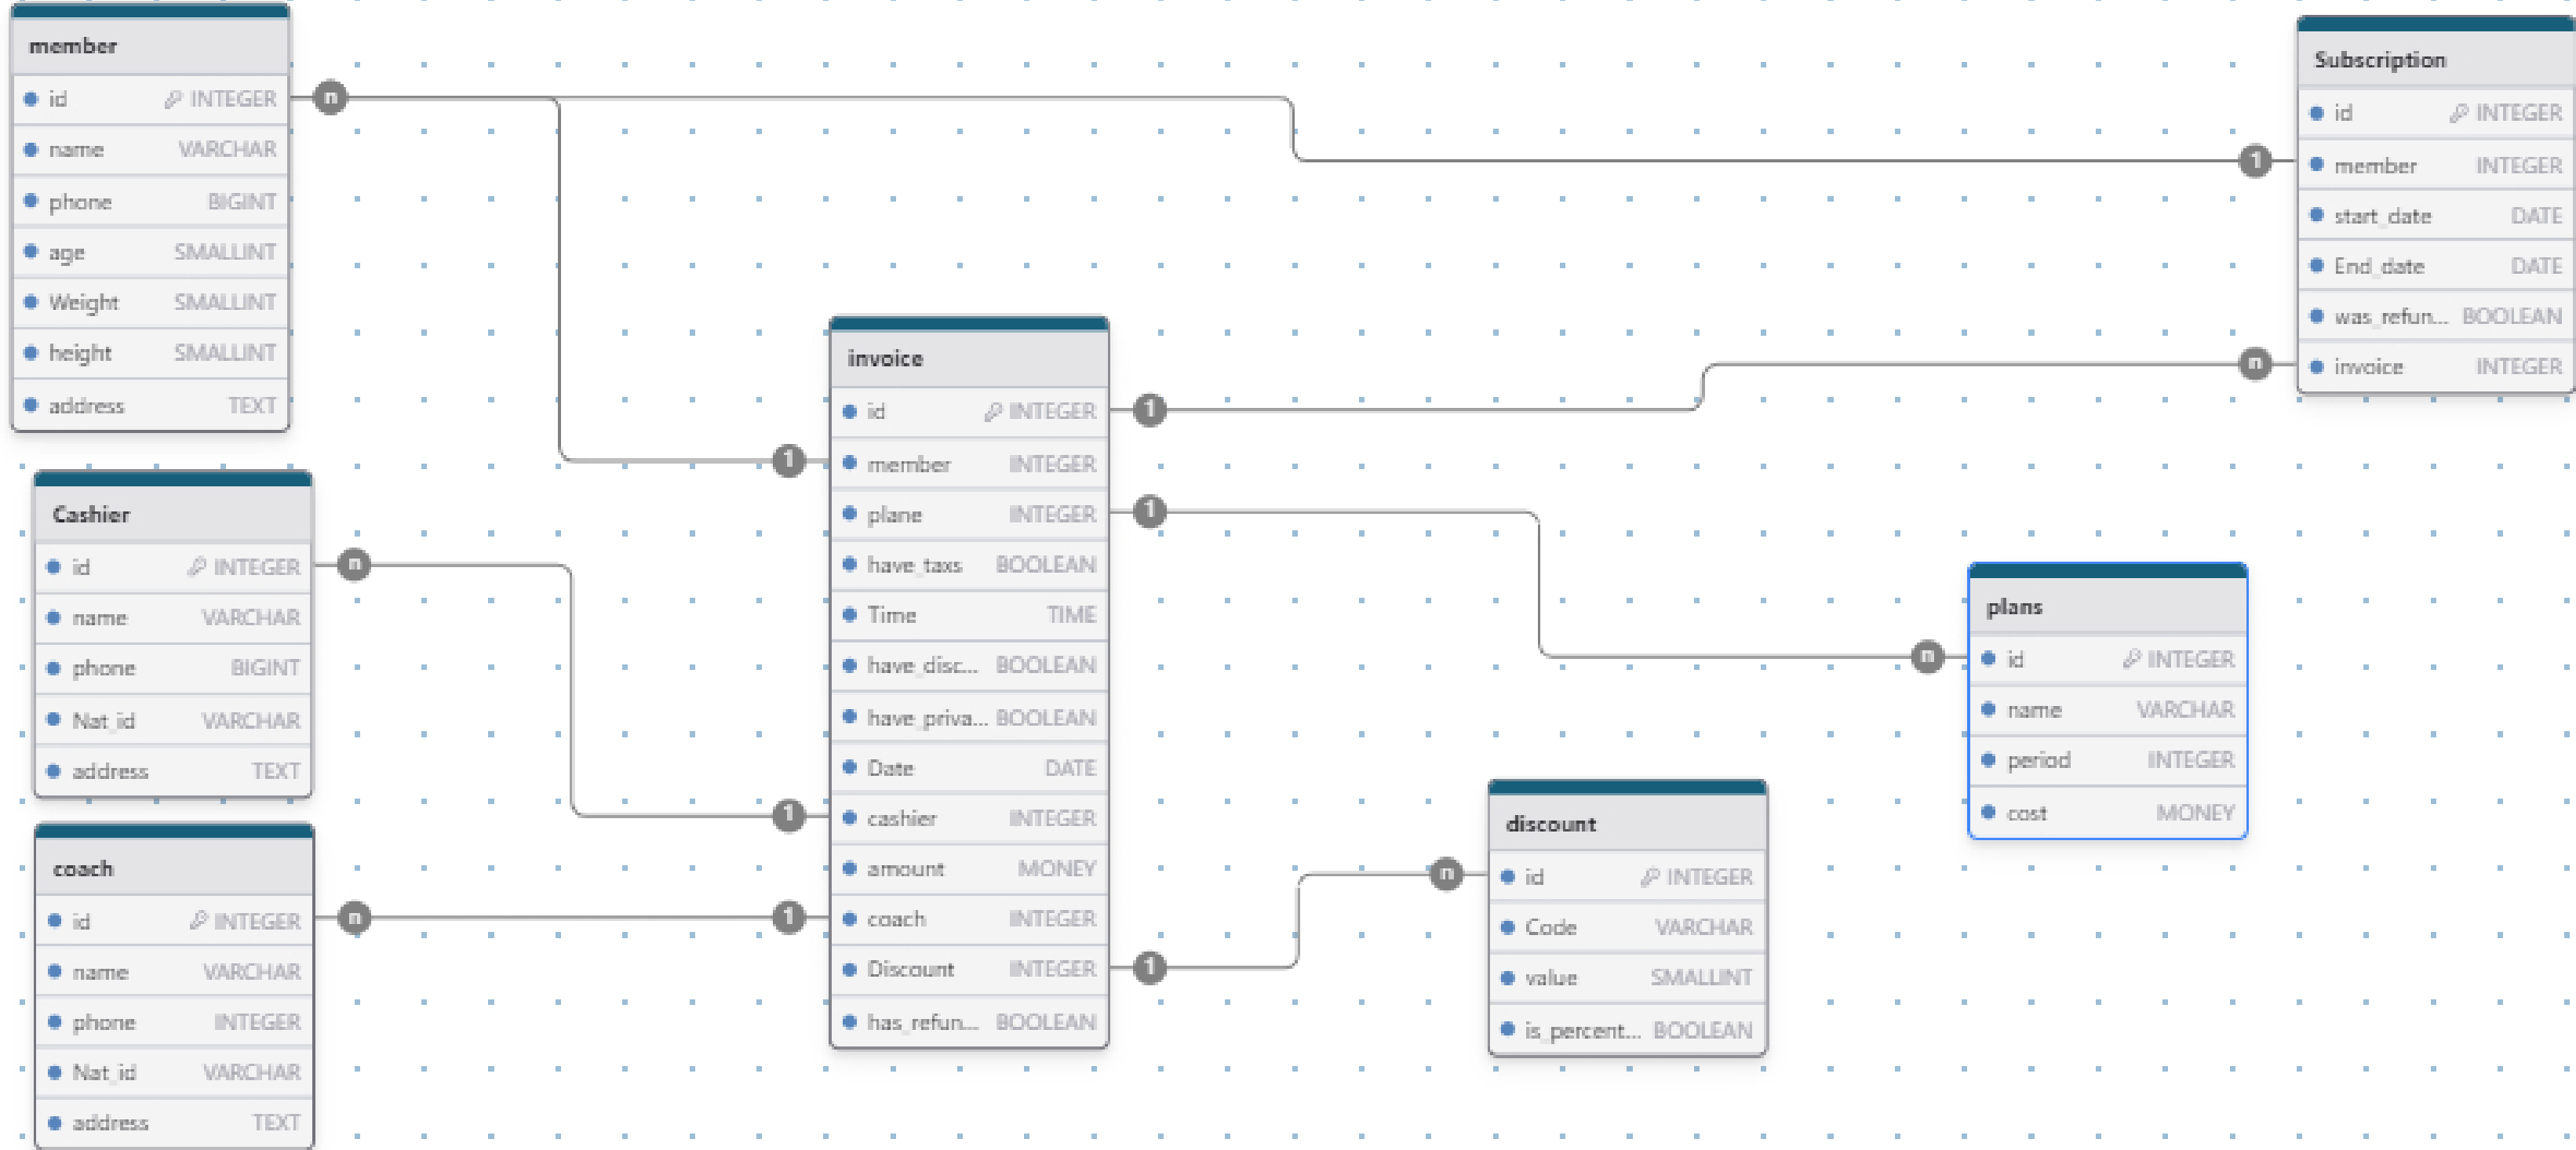 member
id INTEGER
name VARCHAR
phone BIGINT
age SMALLINT
Weight SMALLINT
height SMALLINT
address TEXT
n
1
Subscription
id INTEGER
member INTEGER
start_date DATE
End_date DATE
was_refun... BOOLEAN
invoice INTEGER
n
invoice
id INTEGER
member INTEGER
plane INTEGER
have_taxs BOOLEAN
Time TIME
have_disc... BOOLEAN
have_priva... BOOLEAN
Date DATE
cashier INTEGER
amount MONEY
coach INTEGER
Discount INTEGER
has_refun... BOOLEAN
1
1
1
1
1
1
Cashier
id INTEGER
name VARCHAR
phone BIGINT
Nat_id VARCHAR
address TEXT
n
coach
id INTEGER
name VARCHAR
phone INTEGER
Nat_id VARCHAR
address TEXT
n
plans
id INTEGER
name VARCHAR
period INTEGER
cost MONEY
n
discount
id INTEGER
Code VARCHAR
value SMALLINT
is_percent... BOOLEAN
n